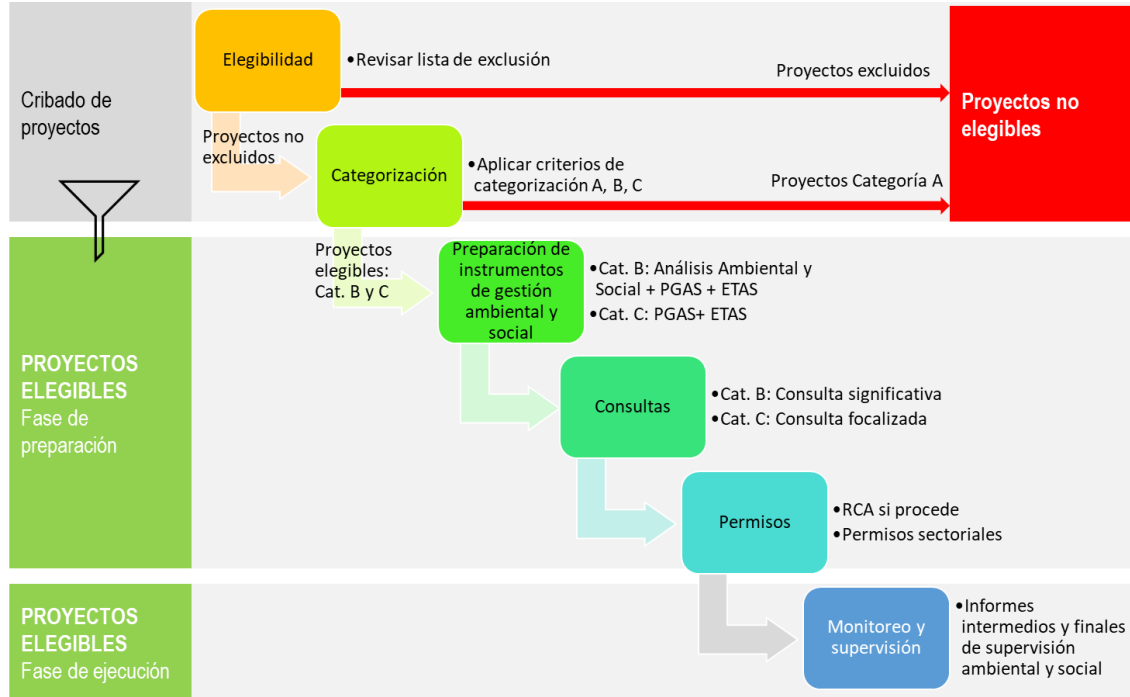 Cribado de
proyectos
Elegibilidad
•Revisar lista de exclusión
Proyectos excluidos
Proyectos no
elegibles
Proyectos no
excluidos
Categorización
•Aplicar criterios de
categorización A, B, C
Proyectos Categoría A
PROYECTOS
ELEGIBLES
Fase de
preparación
Proyectos
elegibles:
Cat. B y C
Preparación de
instrumentos
de gestión
ambiental y
social
•Cat. B: Análisis Ambiental y
Social + PGAS + ETAS
•Cat. C: PGAS+ ETAS
Consultas
•Cat. B: Consulta significativa
•Cat. C: Consulta focalizada
Permisos
•RCA si procede
•Permisos sectoriales
PROYECTOS
ELEGIBLES
Fase de ejecución
Monitoreo y
supervisión
•Informes
intermedios y finales
de supervisión
ambiental y social